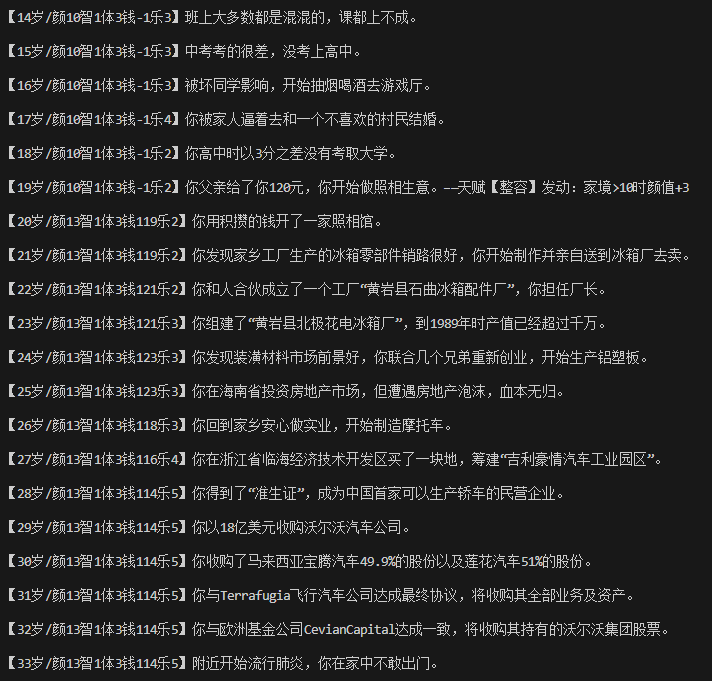 【14岁/颜10智1体3钱-1乐3】班上大多数都是混混的，课都上不成。
【15岁/颜10智1体3钱-1乐3】中考考的很差，没考上高中。
【16岁/颜10智1体3钱-1乐3】被坏同学影响，开始抽烟喝酒去游戏厅。
【17岁/颜10智1体3钱-1乐4】你被家人逼着去和一个不喜欢的村民结婚。
【18岁/颜10智1体3钱-1乐2】你高中时以3分之差没有考取大学。
【19岁/颜10智1体3钱-1乐2】你父亲给了你120元，你开始做照相生意。——天赋【整容】发动：家境>10时颜值+3
【20岁/颜13智1体3钱119乐2】你用积攒的钱开了一家照相馆。
【21岁/颜13智1体3钱119乐2】你发现家乡工厂生产的冰箱零部件销路很好，你开始制作并亲自送到冰箱厂去卖。
【22岁/颜13智1体3钱121乐2】你和人合伙成立了一个工厂“黄岩县石曲冰箱配件厂”，你担任厂长。
【23岁/颜13智1体3钱121乐3】你组建了“黄岩县北极花电冰箱厂”，到1989年时产值已经超过千万。
【24岁/颜13智1体3钱123乐3】你发现装潢材料市场前景好，你联合几个兄弟重新创业，开始生产铝塑板。
【25岁/颜13智1体3钱123乐3】你在海南省投资房地产市场，但遭遇房地产泡沫，血本无归。
【26岁/颜13智1体3钱118乐3】你回到家乡安心做实业，开始制造摩托车。
【27岁/颜13智1体3钱116乐4】你在浙江省临海经济技术开发区买了一块地，筹建“吉利豪情汽车工业园区”。
【28岁/颜13智1体3钱114乐5】你得到了“准生证”，成为中国首家可以生产轿车的民营企业。
【29岁/颜13智1体3钱114乐5】你以18亿美元收购沃尔沃汽车公司。
【30岁/颜13智1体3钱114乐5】你收购了马来西亚宝腾汽车49.9%的股份以及莲花汽车51%的股份。
【31岁/颜13智1体3钱114乐5】你与Terrafugia飞行汽车公司达成最终协议，将收购其全部业务及资产。
【32岁/颜13智1体3钱114乐5】你与欧洲基金公司CevianCapital达成一致，将收购其持有的沃尔沃集团股票。
【33岁/颜13智1体3钱114乐5】附近开始流行肺炎，你在家中不敢出门。